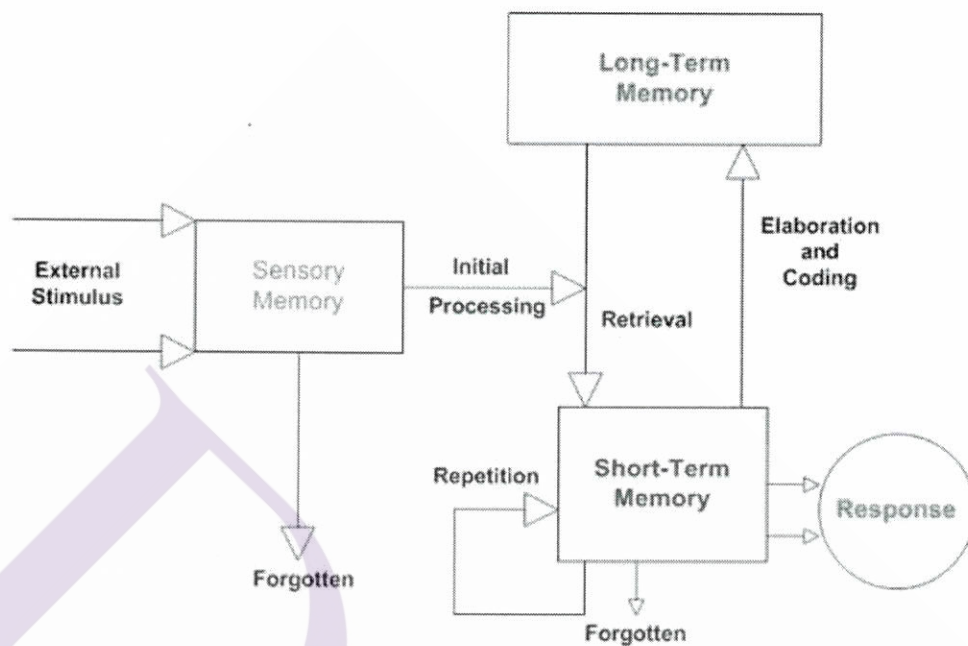 Long-Term
Memory
External
Stimulus
Sensory
Memory
Initial
Processing
Retrieval
Elaboration
and
Coding
Repetition
Short-Term
Memory
Response
Forgotten
Forgotten